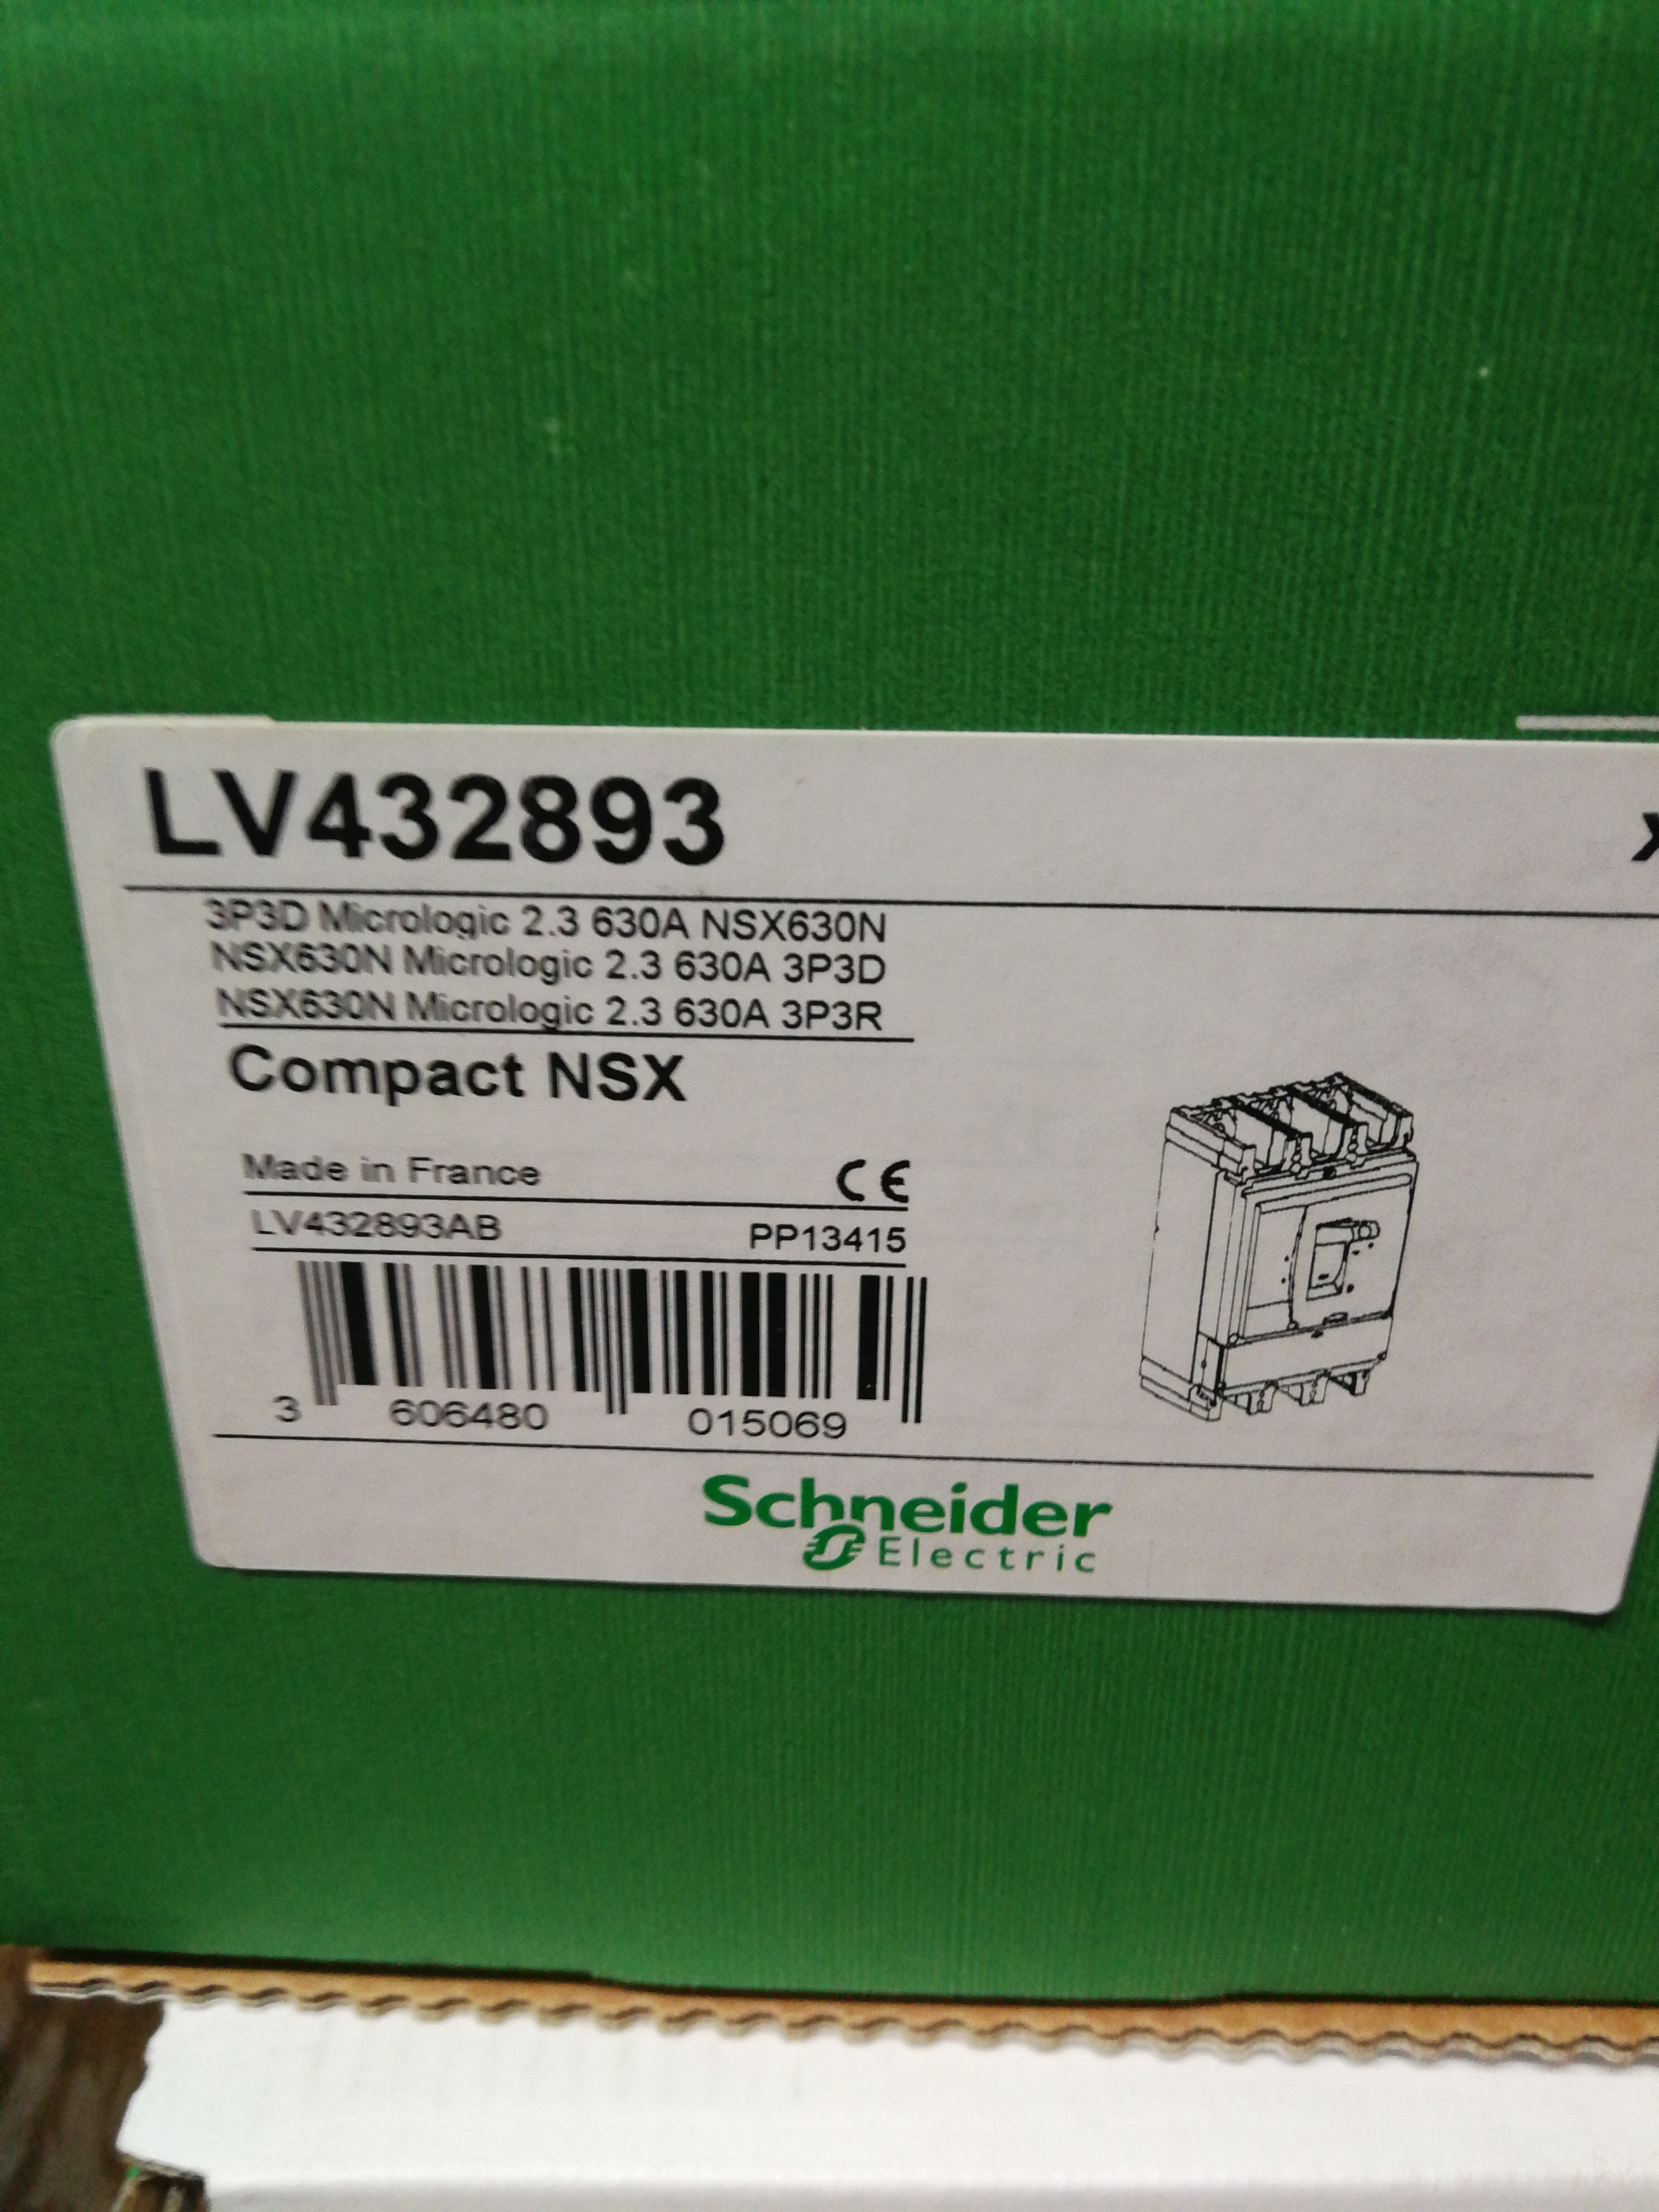 LV432893
3P3D Micrologic 2.3 630A NSX630N
NSX630N Micrologic 2.3 630A 3P3D
NSX630N Micrologic 2.3 630A 3P3R
Compact NSX
Made in France CE
LV432893AB PP13415
3 606480 015069
Schneider
Electric